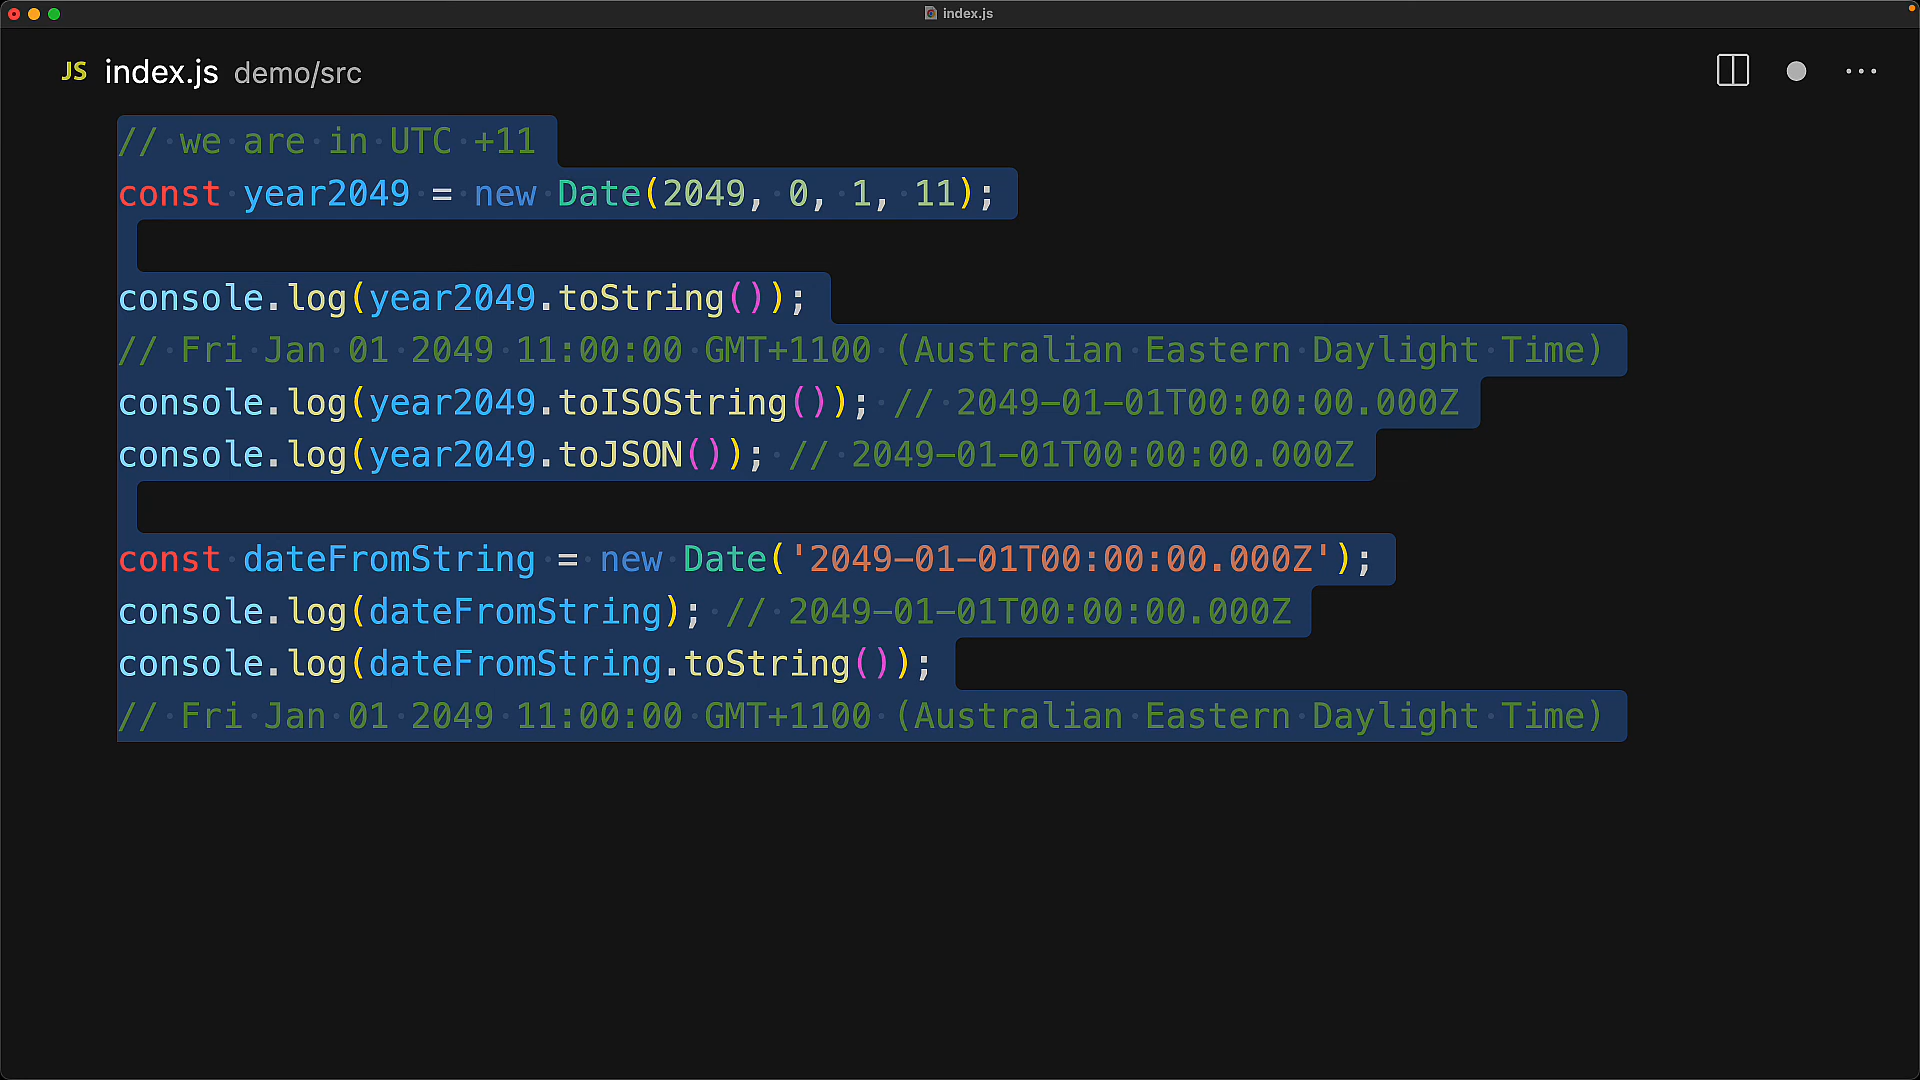 index.js
JS index.js demo/src
// we are in UTC +11
const year2049 = new Date(2049, 0, 1, 11);
console.log(year2049.toString());
// Fri Jan 01 2049 11:00:00 GMT+1100 (Australian Eastern Daylight Time)
console.log(year2049.toISOString()); // 2049-01-01T00:00:00.000Z
console.log(year2049.toJSON()); // 2049-01-01T00:00:00.000Z
const dateFromString = new Date('2049-01-01T00:00:00.000Z');
console.log(dateFromString); // 2049-01-01T00:00:00.000Z
console.log(dateFromString.toString());
// Fri Jan 01 2049 11:00:00 GMT+1100 (Australian Eastern Daylight Time)